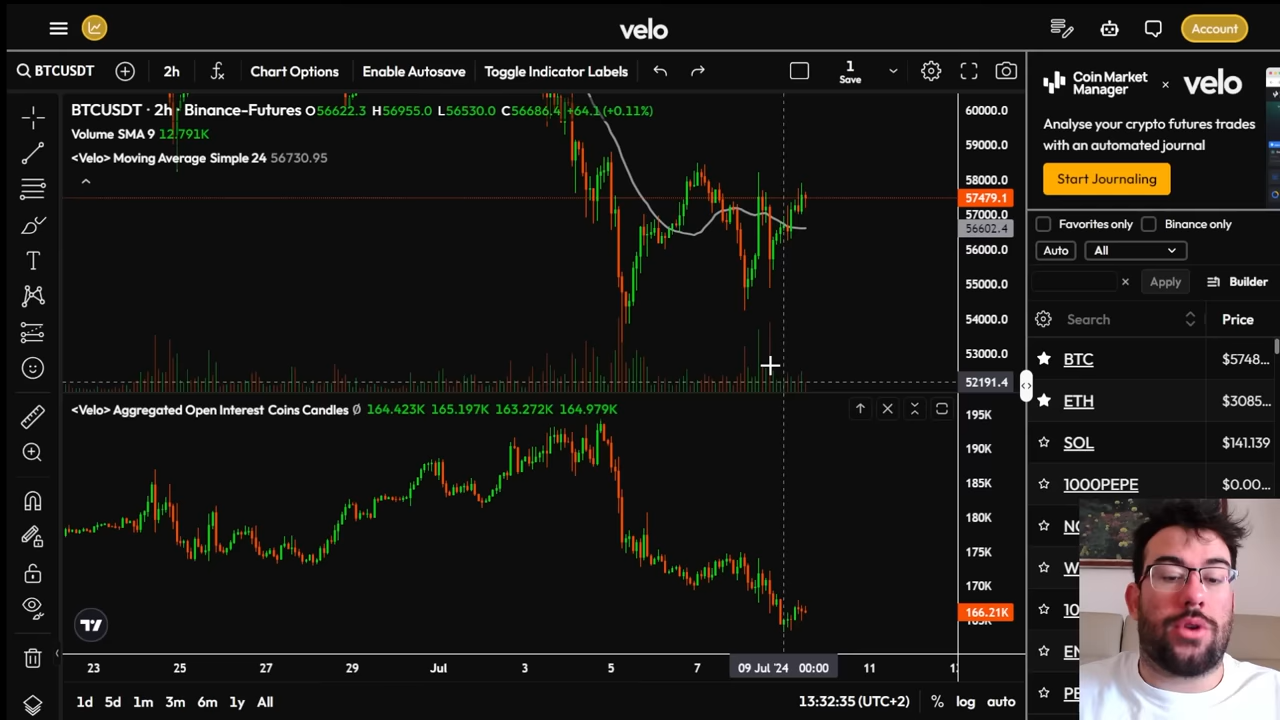 velo
Account
BTCUSDT
2h
Chart Options
Enable Autosave
Toggle Indicator Labels
1
Save
BTCUSDT · 2h · Binance-Futures O56622.3 H56955.0 L56530.0 C56686.4 +64.1 (+0.11%)
Volume SMA 9 12.791K
<Velo> Moving Average Simple 24 56730.95
60000.0
59000.0
58000.0
57479.1
57000.0
56602.4
56000.0
55000.0
54000.0
53000.0
52191.4
<Velo> Aggregated Open Interest Coins Candles Ø 164.423K 165.197K 163.272K 164.979K
195K
190K
185K
180K
175K
170K
166.21K
23
25
27
29
Jul
3
5
7
09 Jul '24 00:00
11
1d
5d
1m
3m
6m
1y
All
13:32:35 (UTC+2)
%
log
auto
Coin Market
Manager
×
velo
Analyse your crypto futures trades
with an automated journal
Start Journaling
Favorites only
Binance only
Auto
All
× Apply
Builder
Search
Price
BTC
$5748...
ETH
$3085...
SOL
$141.139
1000PEPE
$0.00...